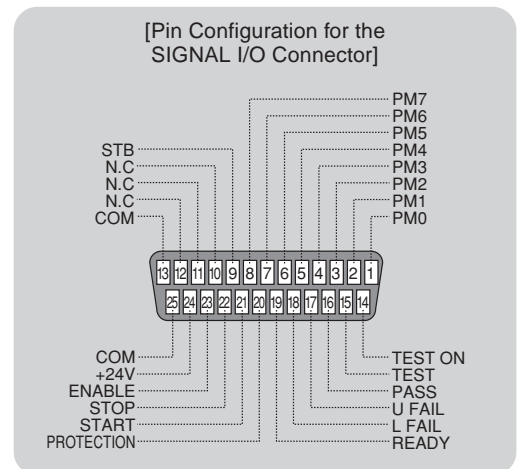 [Pin Configuration for the
SIGNAL I/O Connector]
PM7
PM6
PM5
PM4
PM3
PM2
PM1
PM0
STB
N.C
N.C
N.C
COM
13 12 11 10 9 8 7 6 5 4 3 2 1
25 24 23 22 21 20 19 18 17 16 15 14
COM
+24V
ENABLE
STOP
START
PROTECTION
TEST ON
TEST
PASS
U FAIL
L FAIL
READY